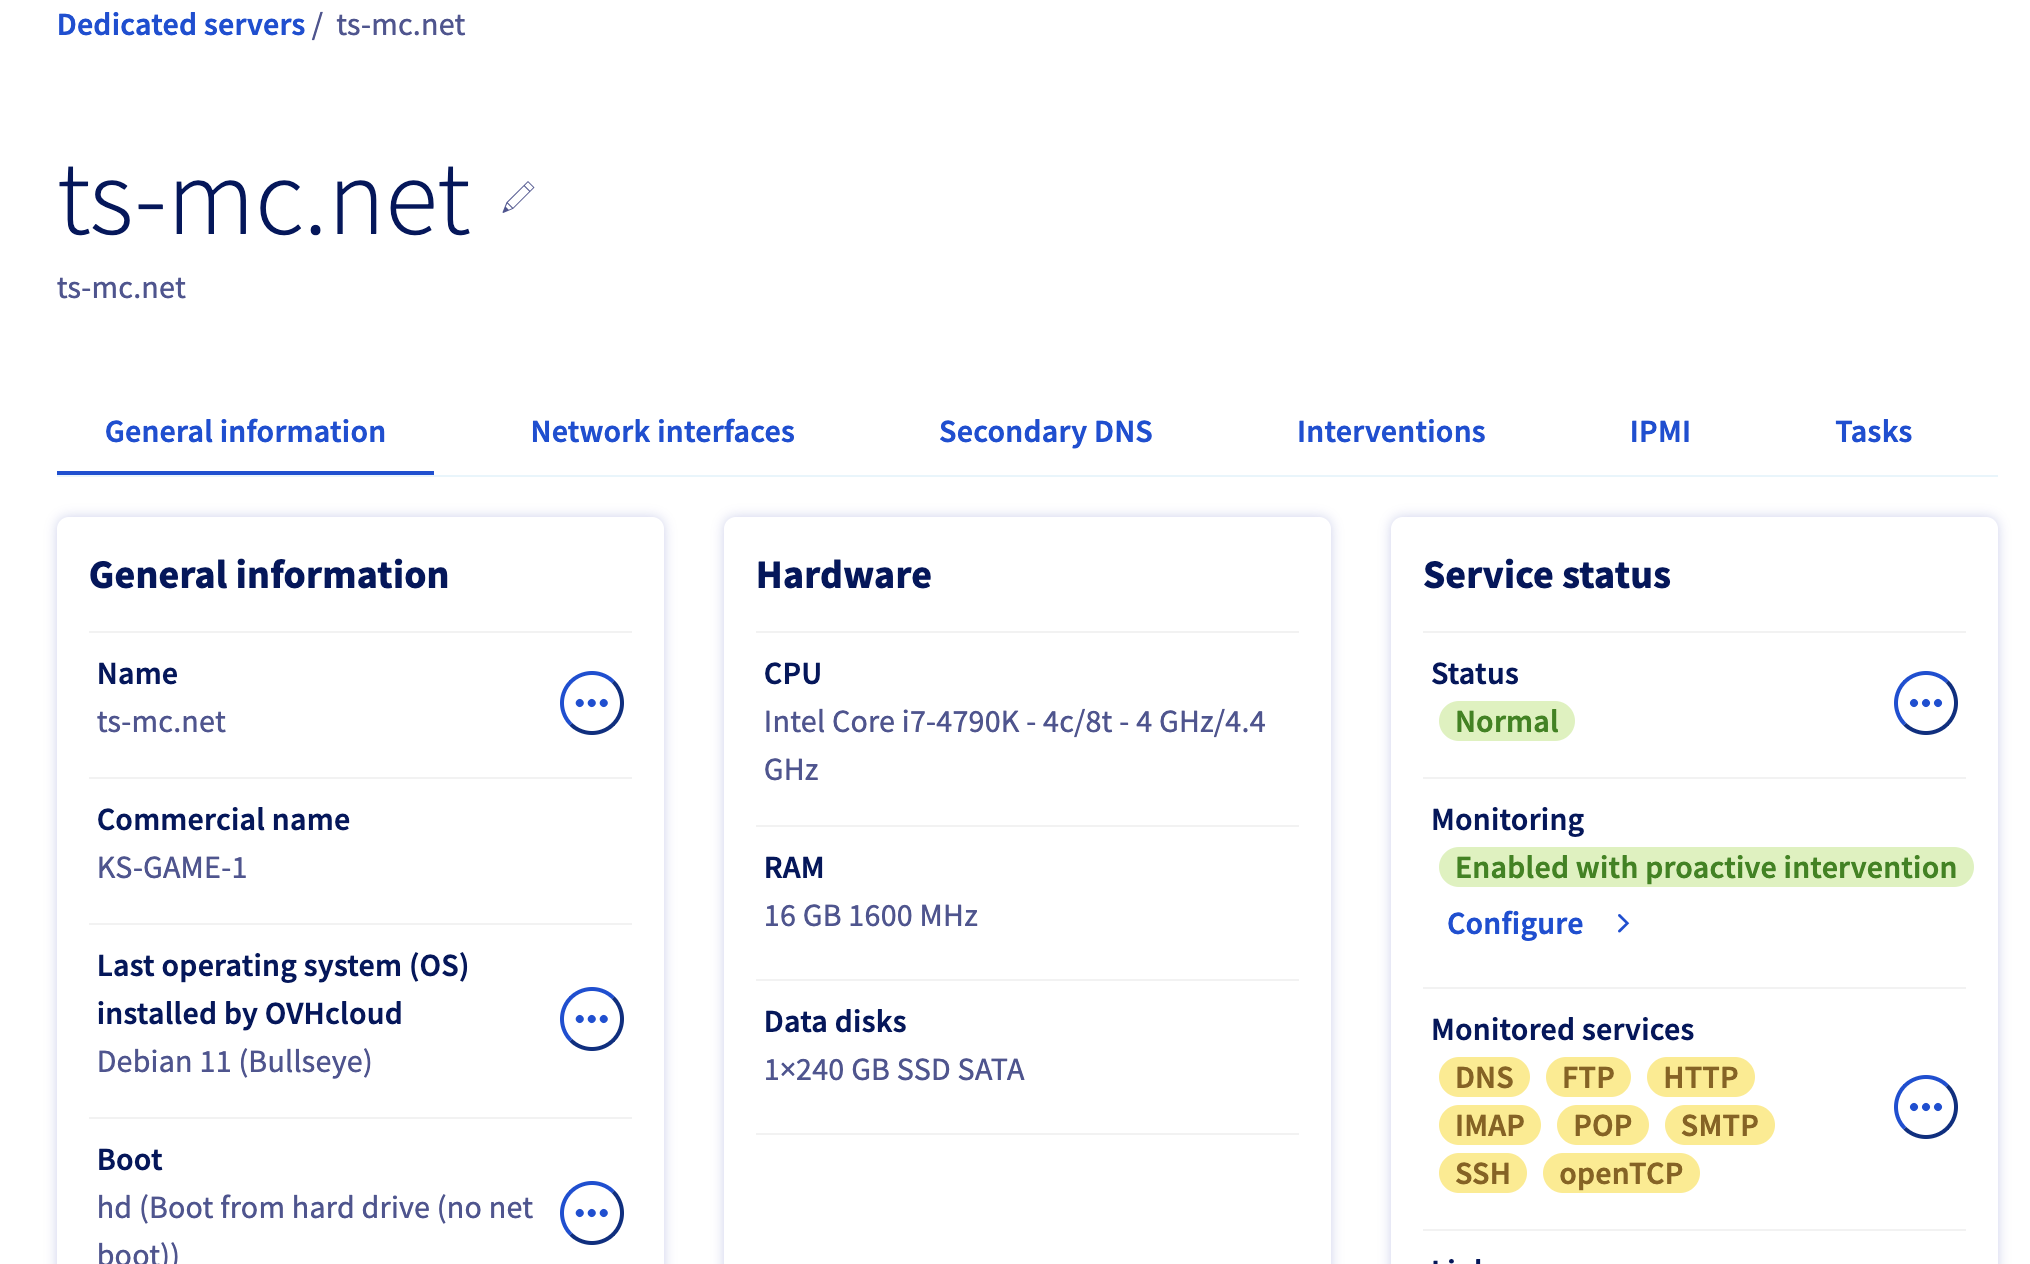 Dedicated servers / ts-mc.net
ts-mc.net
ts-mc.net
General information
Network interfaces
Secondary DNS
Interventions
IPMI
Tasks
General information
Name
ts-mc.net
Commercial name
KS-GAME-1
Last operating system (OS)
installed by OVHcloud
Debian 11 (Bullseye)
Boot
hd (Boot from hard drive (no net
boot))
Hardware
CPU
Intel Core i7-4790K - 4c/8t - 4 GHz/4.4
GHz
RAM
16 GB 1600 MHz
Data disks
1×240 GB SSD SATA
Service status
Status
Normal
Monitoring
Enabled with proactive intervention
Configure
Monitored services
DNS FTP HTTP
IMAP POP SMTP
SSH openTCP